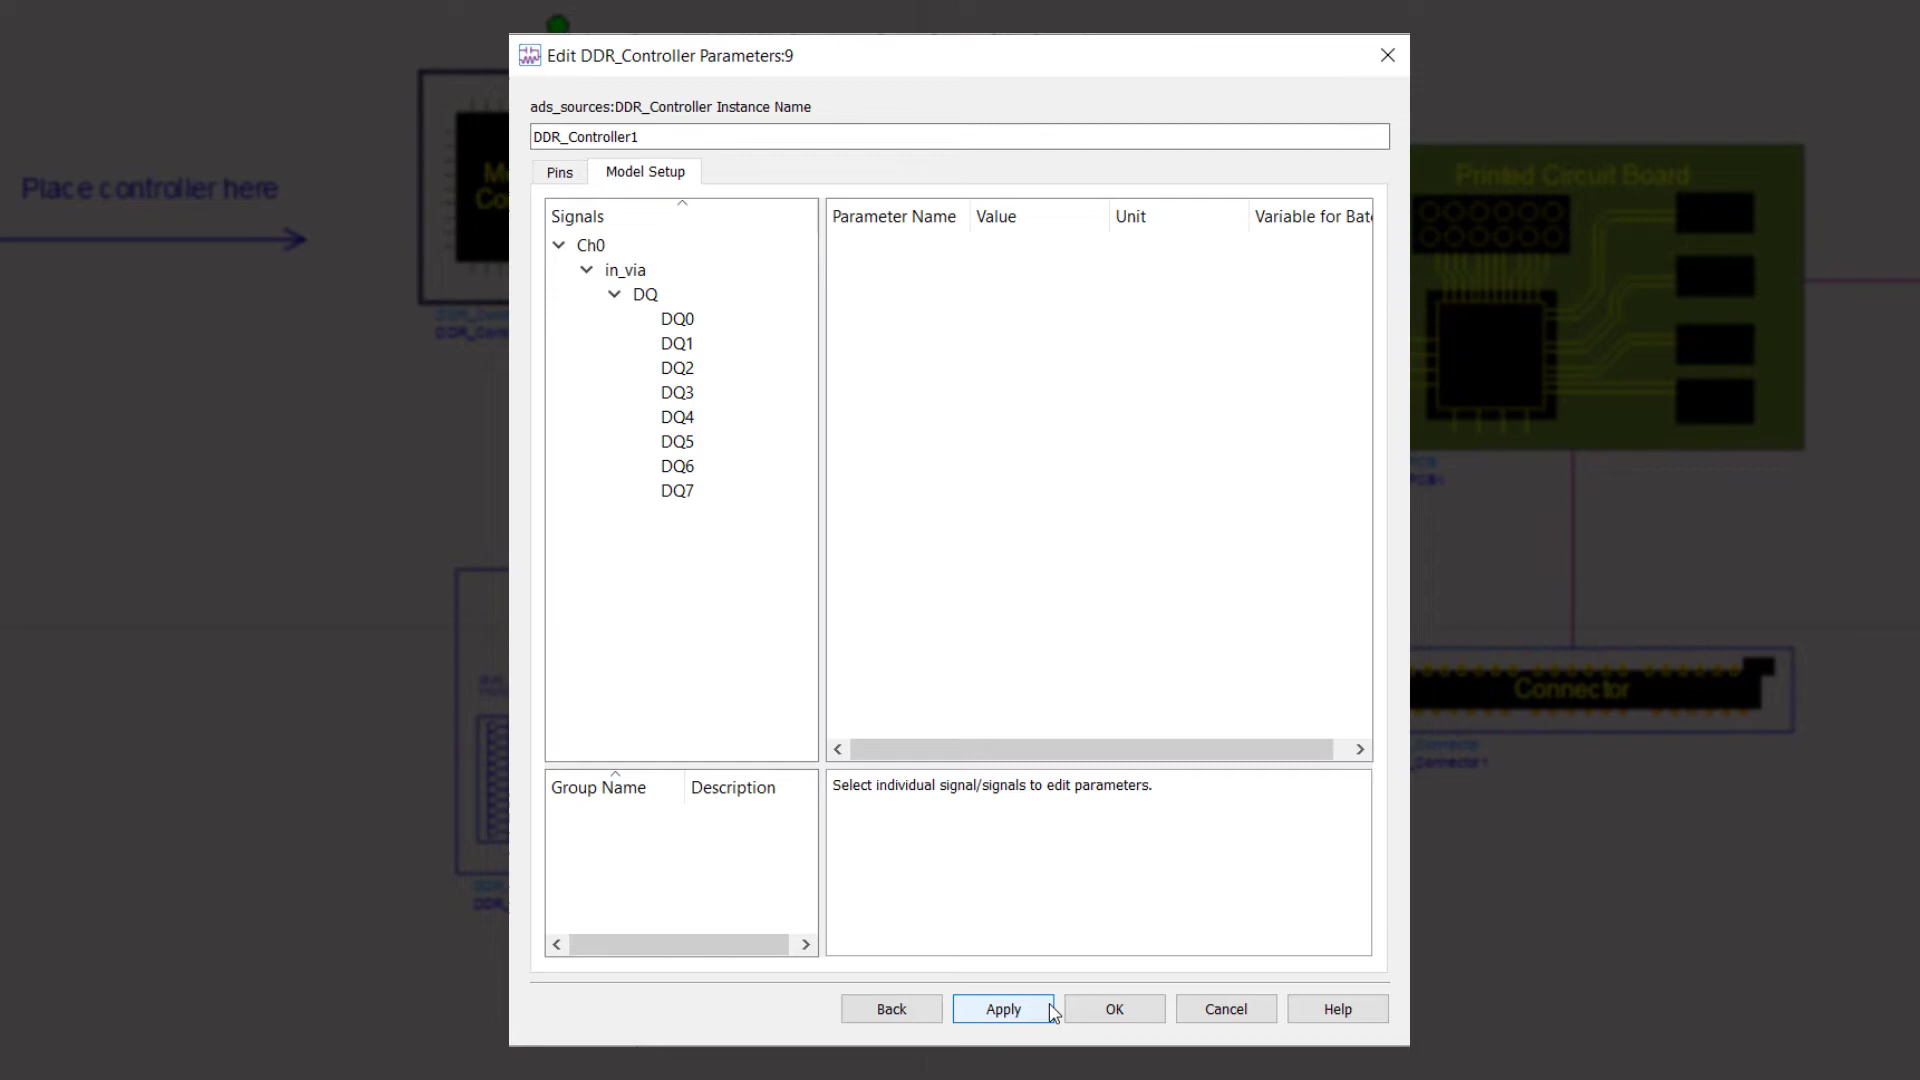 Edit DDR_Controller Parameters:9
ads_sources:DDR_Controller Instance Name
DDR_Controller1
Pins
Model Setup
Signals
Ch0
in_via
DQ
DQ0
DQ1
DQ2
DQ3
DQ4
DQ5
DQ6
DQ7
Parameter Name
Value
Unit
Variable for Batc
Group Name
Description
Select individual signal/signals to edit parameters.
Back
Apply
OK
Cancel
Help
Place controller here
Printed Circuit Board
Connector